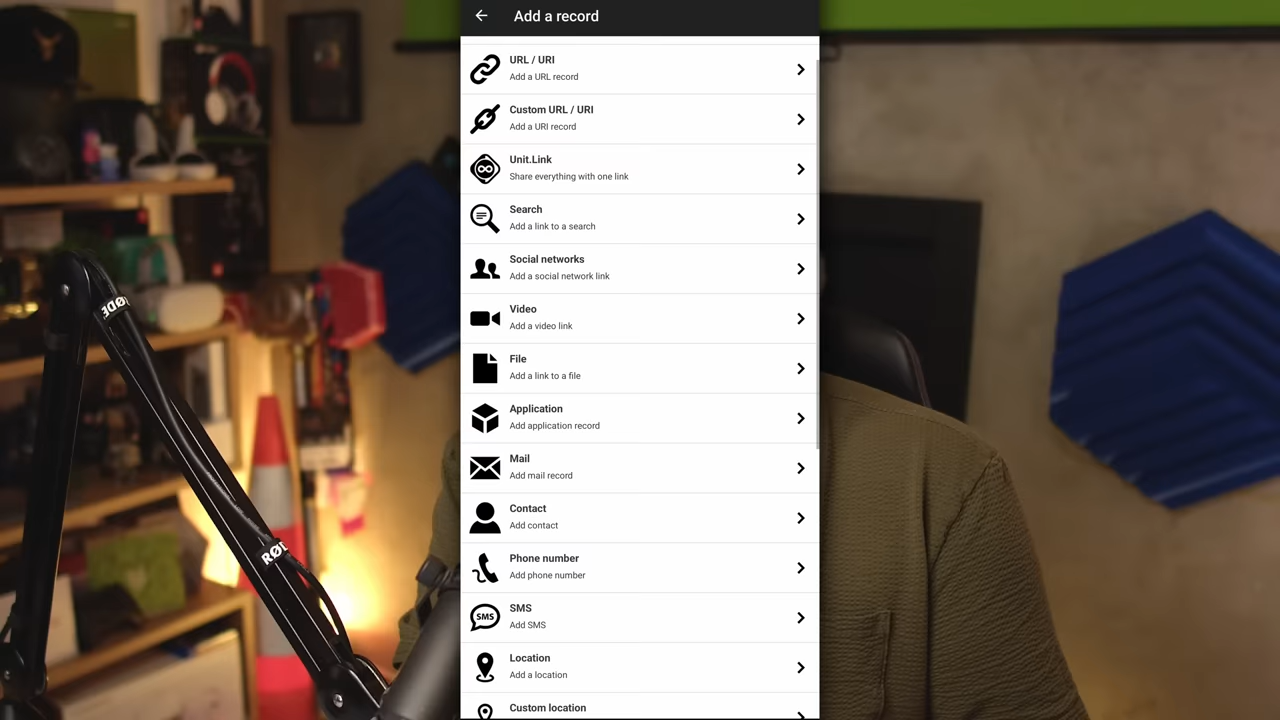 Add a record
URL / URI
Add a URL record
Custom URL / URI
Add a URI record
Unit.Link
Share everything with one link
Search
Add a link to a search
Social networks
Add a social network link
Video
Add a video link
File
Add a link to a file
Application
Add application record
Mail
Add mail record
Contact
Add contact
Phone number
Add phone number
SMS
SMS
Add SMS
Location
Add a location
Custom location
RØDE
RØD